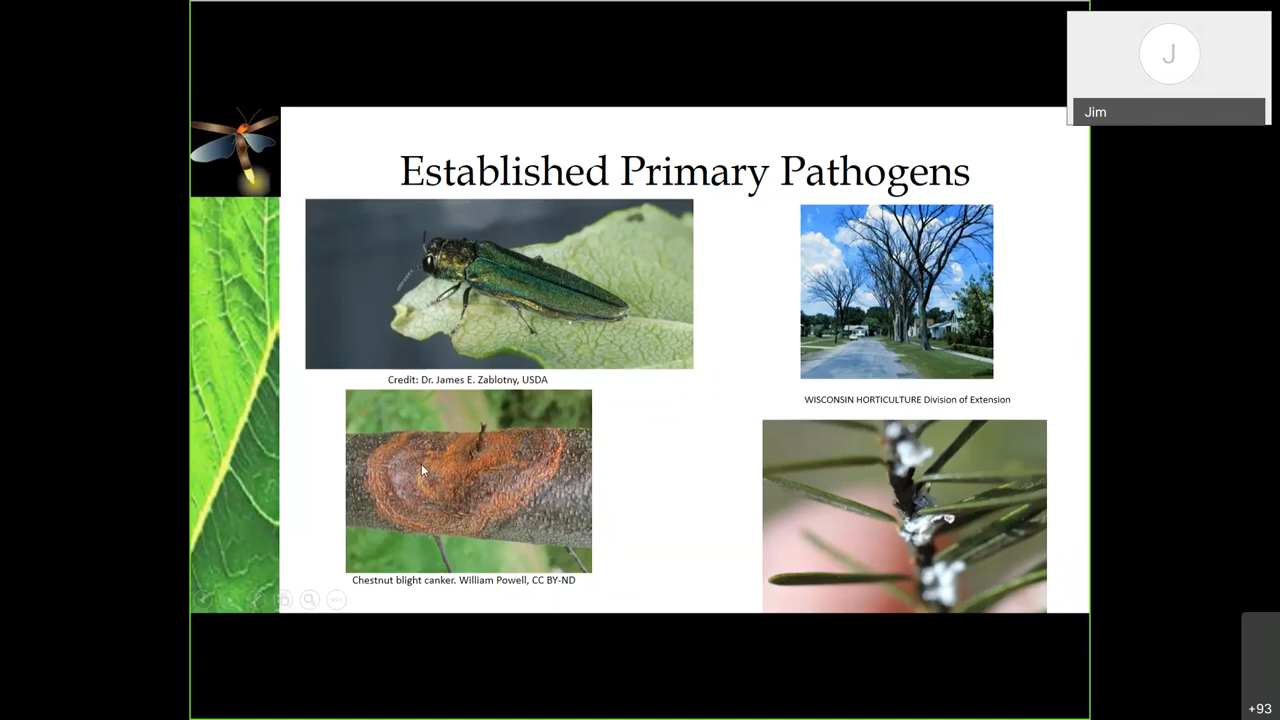 J
Jim
Established Primary Pathogens
Credit: Dr. James E. Zablotny, USDA
WISCONSIN HORTICULTURE Division of Extension
Chestnut blight canker. William Powell, CC BY-ND
+93